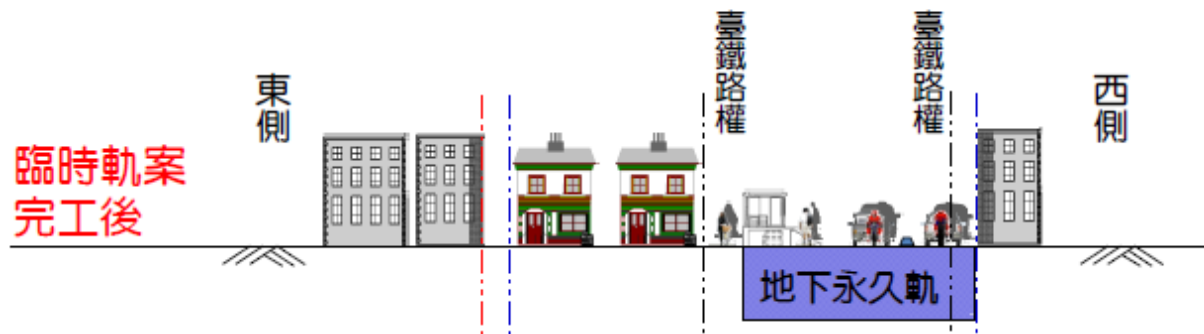 臺鐵路權
臺鐵路權
東側
西側
臨時軌案
完工後
地下永久軌